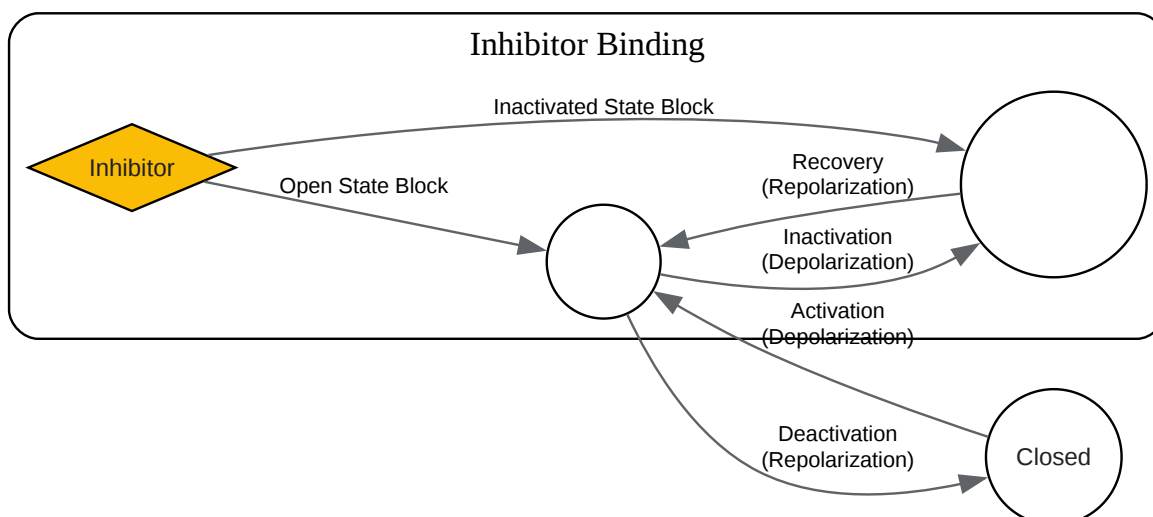 Inhibitor Binding
Inactivated State Block
Inhibitor
Open State Block
Recovery
(Repolarization)
Inactivation
(Depolarization)
Activation
(Depolarization)
Deactivation
(Repolarization)
Closed